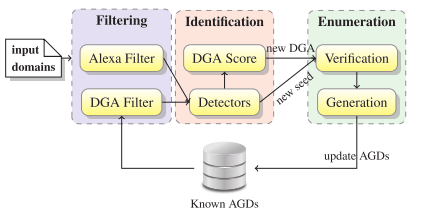 Filtering
Identification
Enumeration
input
domains
Alexa Filter
DGA Score
new DGA
Verification
DGA Filter
Detectors
new seed
Generation
update AGDs
Known AGDs